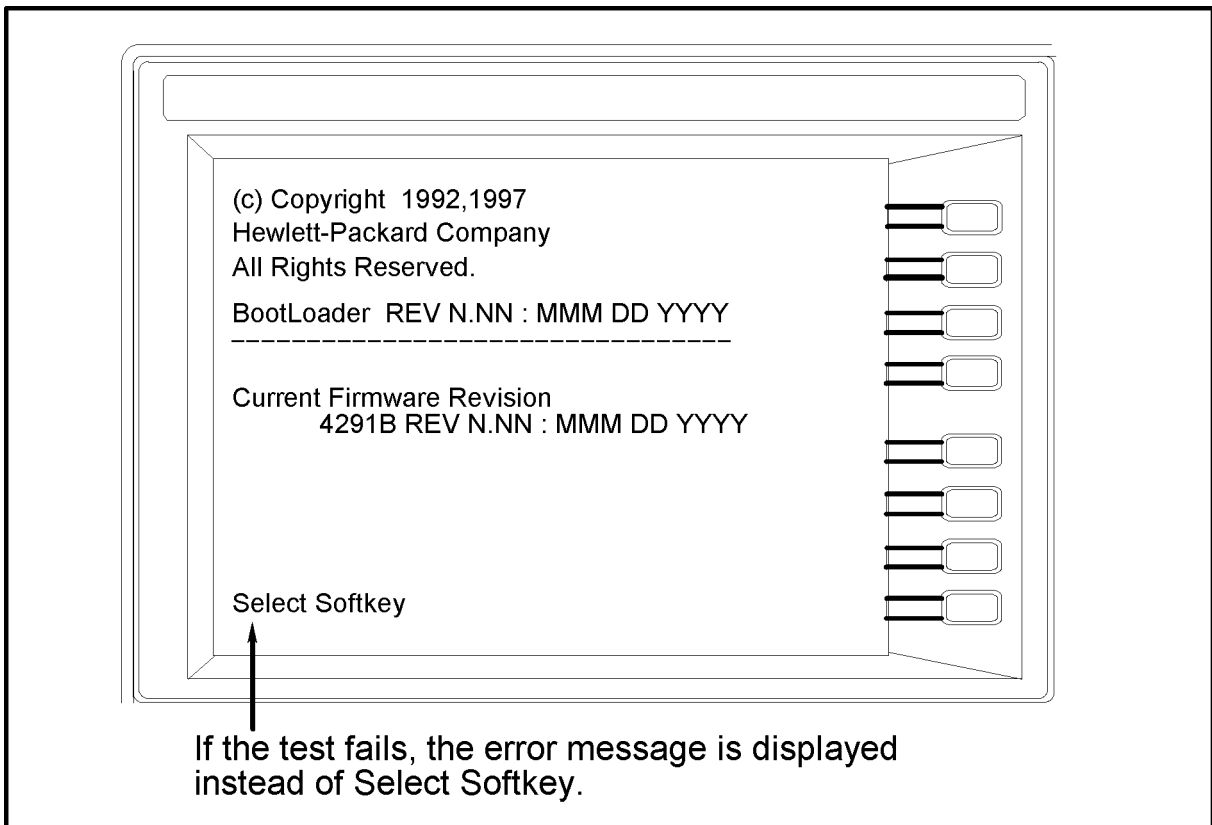 (c) Copyright 1992,1997
Hewlett-Packard Company
All Rights Reserved.
BootLoader REV N.NN : MMM DD YYYY
----------------------------------
Current Firmware Revision
4291B REV N.NN : MMM DD YYYY
Select Softkey
If the test fails, the error message is displayed
instead of Select Softkey.